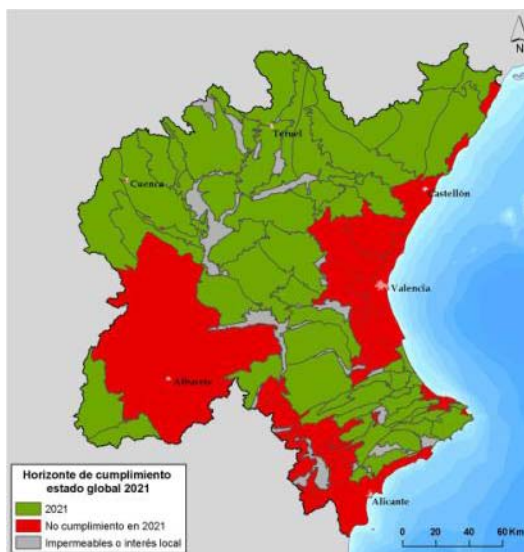 N
Teruel
Cuenca
Castellón
Valencia
Albacete
Alicante
Horizonte de cumplimiento
estado global 2021
2021
No cumplimiento en 2021
Impermeables o interés local
0 20 40 60 Km